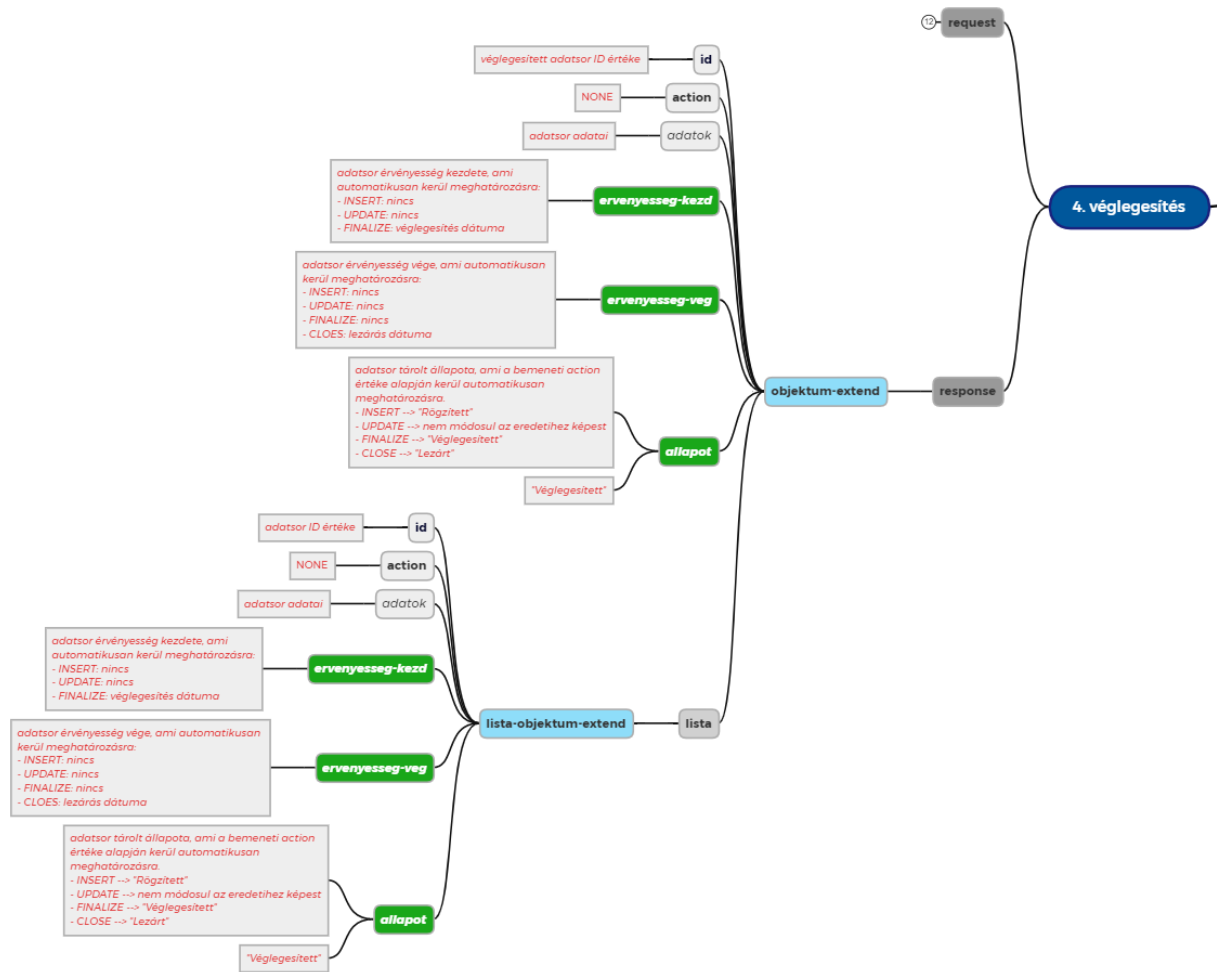 12
request
4. véglegesítés
response
objektum-extend
id
véglegesített adatsor ID értéke
action
NONE
adatok
adatsor adatai
ervenyesseg-kezd
adatsor érvényesség kezdete, ami
automatikusan kerül meghatározásra:
- INSERT: nincs
- UPDATE: nincs
- FINALIZE: véglegesítés dátuma
ervenyesseg-veg
adatsor érvényesség vége, ami automatikusan
kerül meghatározásra:
- INSERT: nincs
- UPDATE: nincs
- FINALIZE: nincs
- CLOES: lezárás dátuma
allapot
adatsor tárolt állapota, ami a bemeneti action
értéke alapján kerül automatikusan
meghatározásra.
- INSERT --> "Rögzített"
- UPDATE --> nem módosul az eredetihez képest
- FINALIZE --> "Véglegesített"
- CLOSE --> "Lezárt"
"Véglegesített"
lista
lista-objektum-extend
id
adatsor ID értéke
action
NONE
adatok
adatsor adatai
ervenyesseg-kezd
adatsor érvényesség kezdete, ami
automatikusan kerül meghatározásra:
- INSERT: nincs
- UPDATE: nincs
- FINALIZE: véglegesítés dátuma
ervenyesseg-veg
adatsor érvényesség vége, ami automatikusan
kerül meghatározásra:
- INSERT: nincs
- UPDATE: nincs
- FINALIZE: nincs
- CLOES: lezárás dátuma
allapot
adatsor tárolt állapota, ami a bemeneti action
értéke alapján kerül automatikusan
meghatározásra.
- INSERT --> "Rögzített"
- UPDATE --> nem módosul az eredetihez képest
- FINALIZE --> "Véglegesített"
- CLOSE --> "Lezárt"
"Véglegesített"